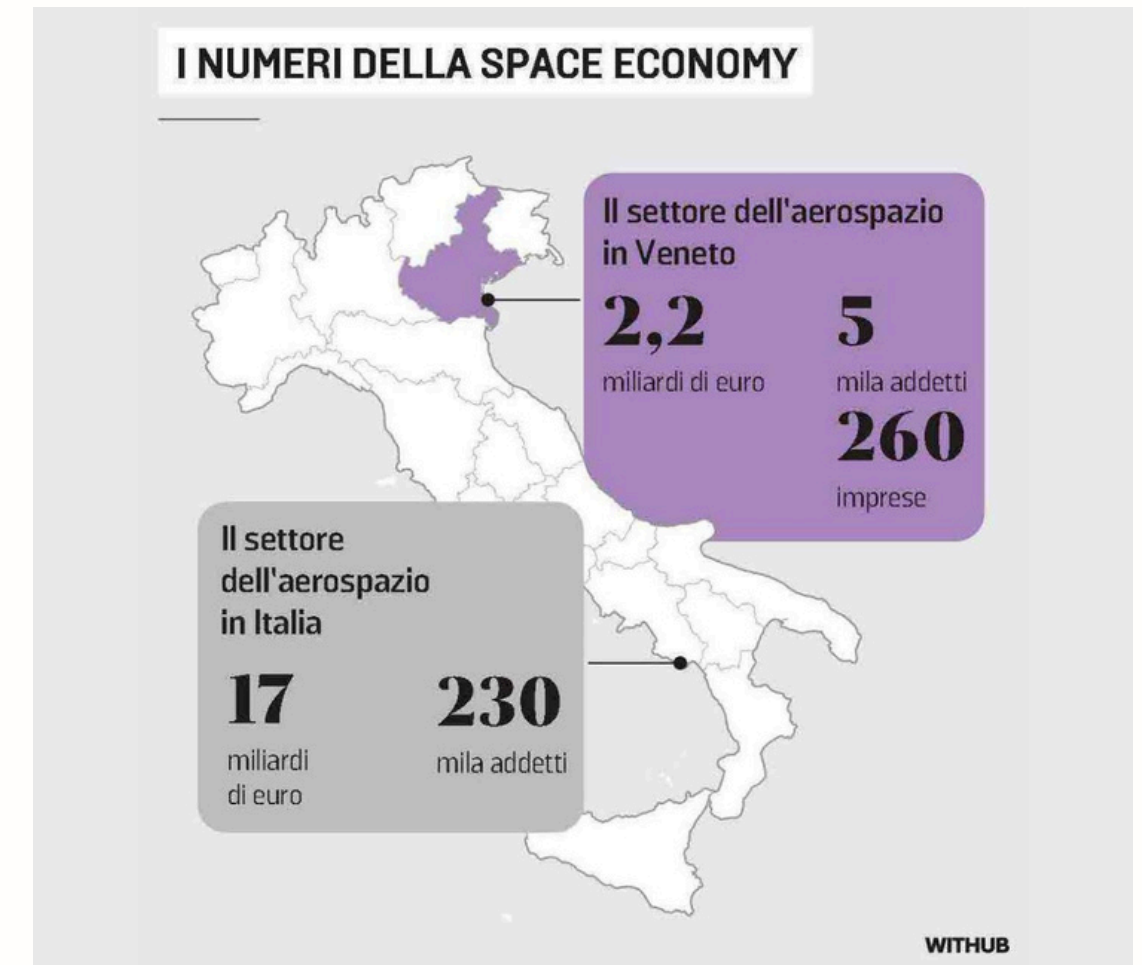 I NUMERI DELLA SPACE ECONOMY
Il settore dell'aerospazio
in Veneto
2,2
miliardi di euro
5
mila addetti
260
imprese
Il settore
dell'aerospazio
in Italia
17
miliardi
di euro
230
mila addetti
WITHUB